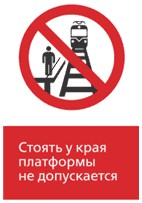 Стоять у края
платформы
не допускается